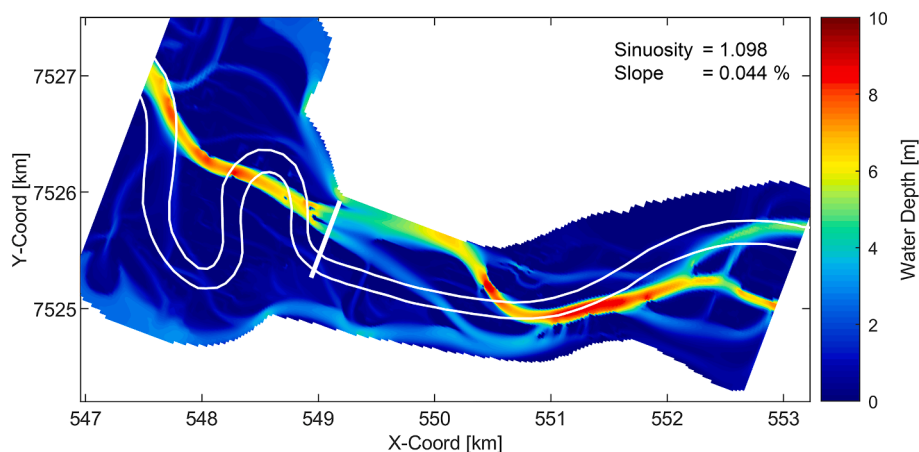 Sinuosity = 1.098
Slope = 0.044 %
7527
7526
7525
Y-Coord [km]
547 548 549 550 551 552 553
X-Coord [km]
10
8
6
4
2
0
Water Depth [m]